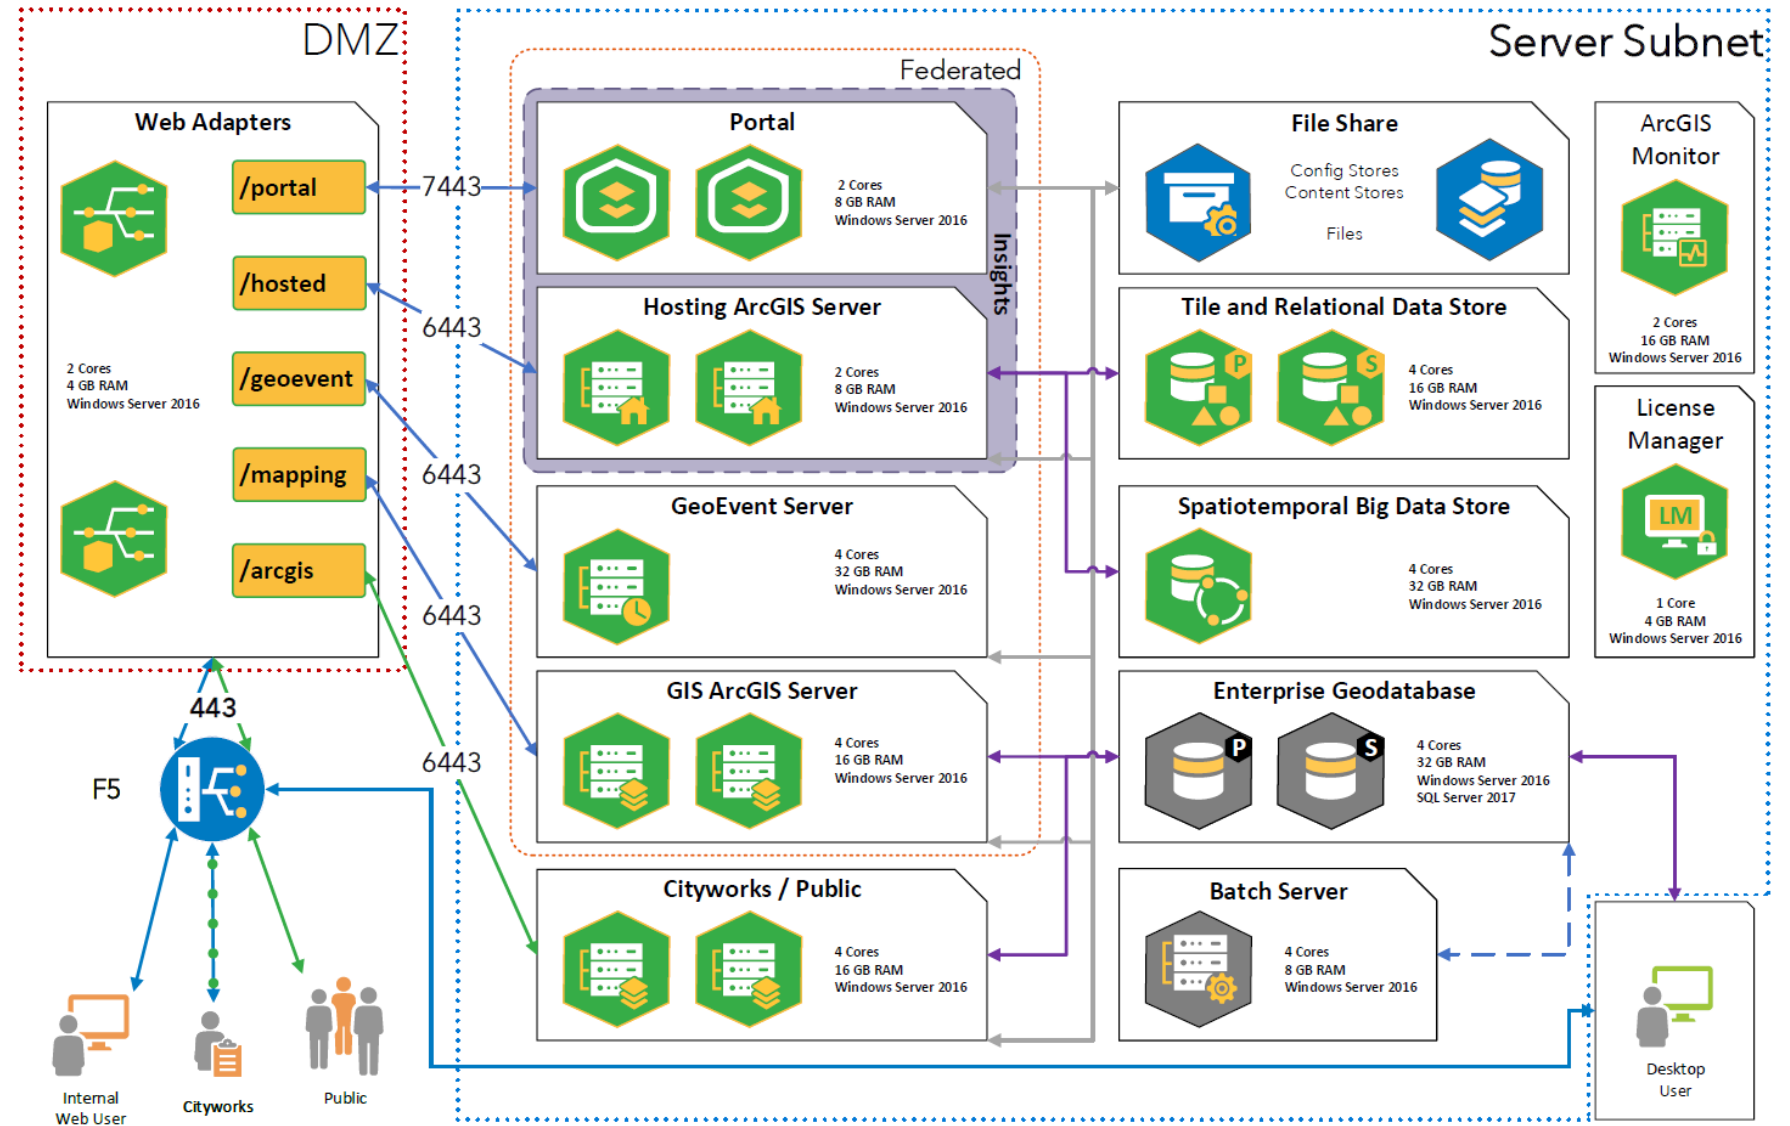 DMZ
Server Subnet
Federated
Web Adapters
/portal
/hosted
/geoevent
/mapping
/arcgis
2 Cores
4 GB RAM
Windows Server 2016
7443
6443
6443
6443
6443
443
F5
Internal
Web User
Cityworks
Public
Portal
2 Cores
8 GB RAM
Windows Server 2016
Insights
Hosting ArcGIS Server
2 Cores
8 GB RAM
Windows Server 2016
GeoEvent Server
4 Cores
32 GB RAM
Windows Server 2016
GIS ArcGIS Server
4 Cores
16 GB RAM
Windows Server 2016
Cityworks / Public
4 Cores
16 GB RAM
Windows Server 2016
File Share
Config Stores
Content Stores
Files
Tile and Relational Data Store
P
S
4 Cores
16 GB RAM
Windows Server 2016
Spatiotemporal Big Data Store
4 Cores
32 GB RAM
Windows Server 2016
Enterprise Geodatabase
P
S
4 Cores
32 GB RAM
Windows Server 2016
SQL Server 2017
Batch Server
4 Cores
8 GB RAM
Windows Server 2016
ArcGIS
Monitor
2 Cores
16 GB RAM
Windows Server 2016
License
Manager
LM
1 Core
4 GB RAM
Windows Server 2016
Desktop
User